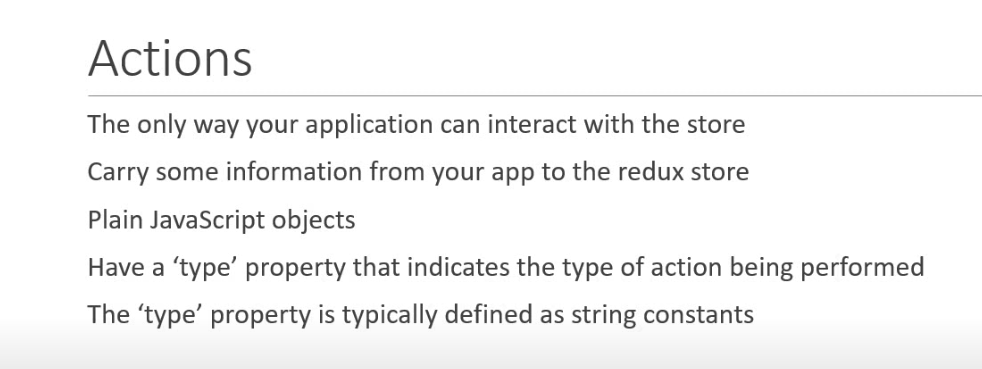 Actions
The only way your application can interact with the store
Carry some information from your app to the redux store
Plain JavaScript objects
Have a ‘type’ property that indicates the type of action being performed
The ‘type’ property is typically defined as string constants